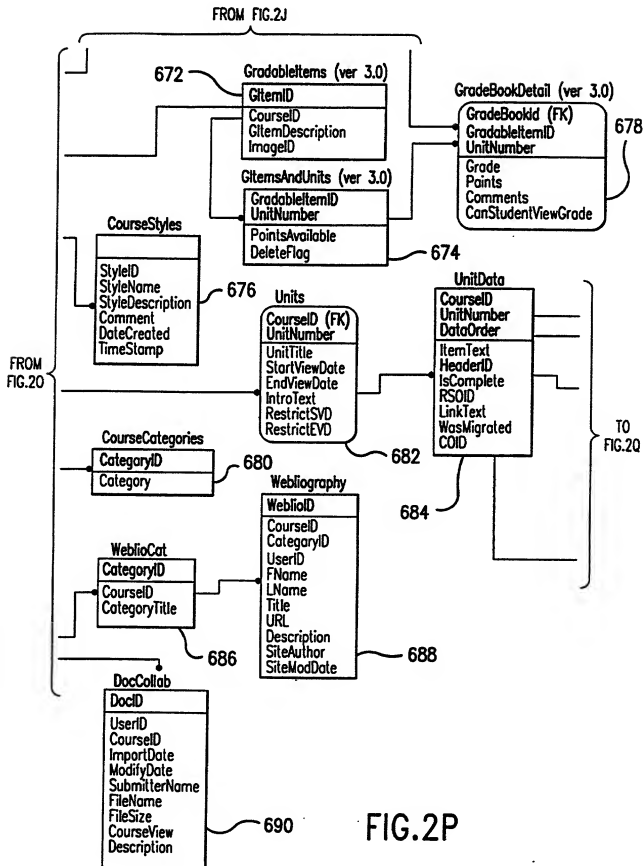 FROM FIG.2J
672
GradableItems (ver 3.0)
GItemID
CourseID
GItemDescription
ImageID
GradeBookDetail (ver 3.0)
GradeBookId (FK)
GradableItemID
UnitNumber
Grade
Points
Comments
CanStudentViewGrade
678
GItemsAndUnits (ver 3.0)
GradableItemID
UnitNumber
PointsAvailable
DeleteFlag
674
CourseStyles
StyleID
StyleName
StyleDescription
Comment
DateCreated
TimeStamp
676
FROM
FIG.2O
Units
CourseID (FK)
UnitNumber
UnitTitle
StartViewDate
EndViewDate
IntroText
RestrictSVD
RestrictEVD
682
UnitData
CourseID
UnitNumber
DataOrder
ItemText
HeaderID
IsComplete
RSOID
LinkText
WasMigrated
COID
684
TO
FIG.2Q
CourseCategories
CategaryID
Category
680
Webliography
WeblioID
CourseID
CategaryID
UserID
FName
LName
Title
URL
Description
SiteAuthor
SiteModDate
688
WeblioCat
CategoryID
CourseID
CategoryTitle
686
DocCollab
DocID
UserID
CourseID
ImportDate
ModifyDate
SubmitterName
FileName
FileSize
CourseView
Description
690
FIG.2P